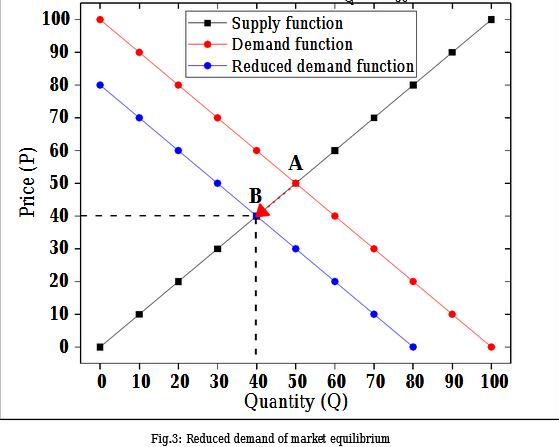 Supply function
Demand function
Reduced demand function
100
90
80
70
60
50
40
30
20
10
0
Price (P)
A
B
0 10 20 30 40 50 60 70 80 90 100
Quantity (Q)
Fig.3: Reduced demand of market equilibrium